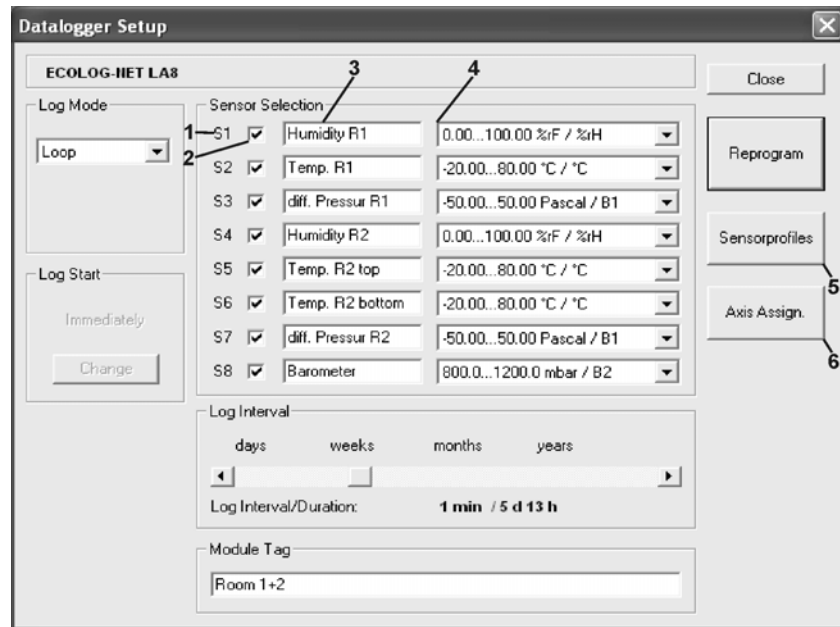 Datalogger Setup
ECOLOG-NET LA8
3
4
Close
Log Mode
Loop
Sensor Selection
1 S1 Humidity R1 0.00...100.00 %rF / %rH
2
S2 Temp. R1 -20.00...80.00 °C / °C
S3 diff. Pressur R1 -50.00...50.00 Pascal / B1
S4 Humidity R2 0.00...100.00 %rF / %rH
S5 Temp. R2 top -20.00...80.00 °C / °C
S6 Temp. R2 bottom -20.00...80.00 °C / °C
S7 diff. Pressur R2 -50.00...50.00 Pascal / B1
S8 Barometer 800.0...1200.0 mbar / B2
Reprogram
Sensorprofiles
5
Axis Assign.
6
Log Start
Immediately
Change
Log Interval
days weeks months years
Log Interval/Duration: 1 min / 5 d 13 h
Module Tag
Room 1+2